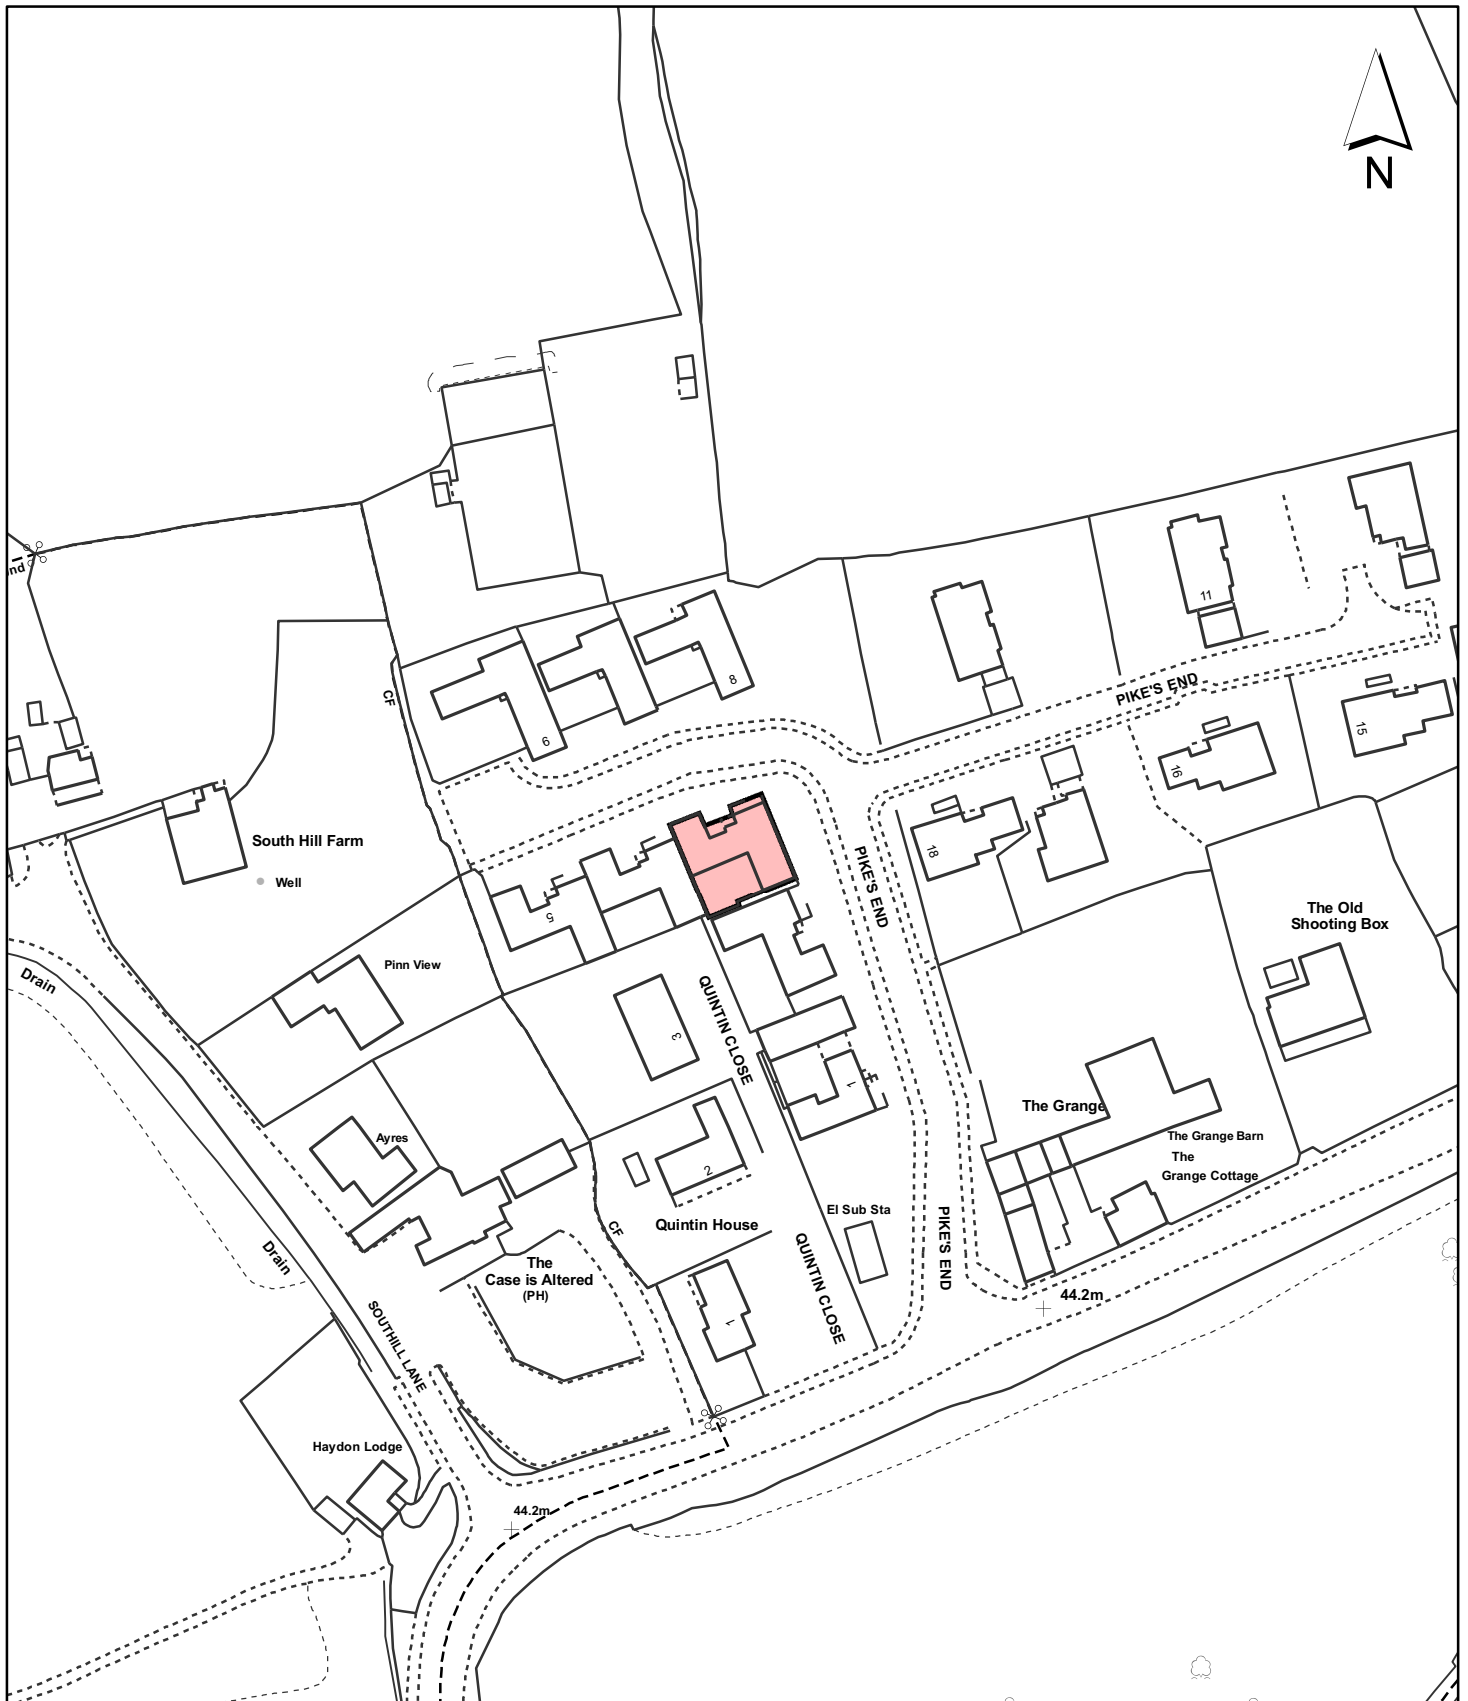 N
nd
11
CF
8
6
PIKE'S END
15
16
South Hill Farm
Well
18
PIKE'S END
5
The Old
Shooting Box
Pinn View
Drain
QUINTIN CLOSE
3
1
The Grange
Ayres
The Grange Barn
The
Grange Cottage
2
El Sub Sta
Quintin House
CF
PIKE'S END
QUINTIN CLOSE
Drain
The
Case is Altered
(PH)
44.2m
SOUTHILL LANE
1
Haydon Lodge
44.2m